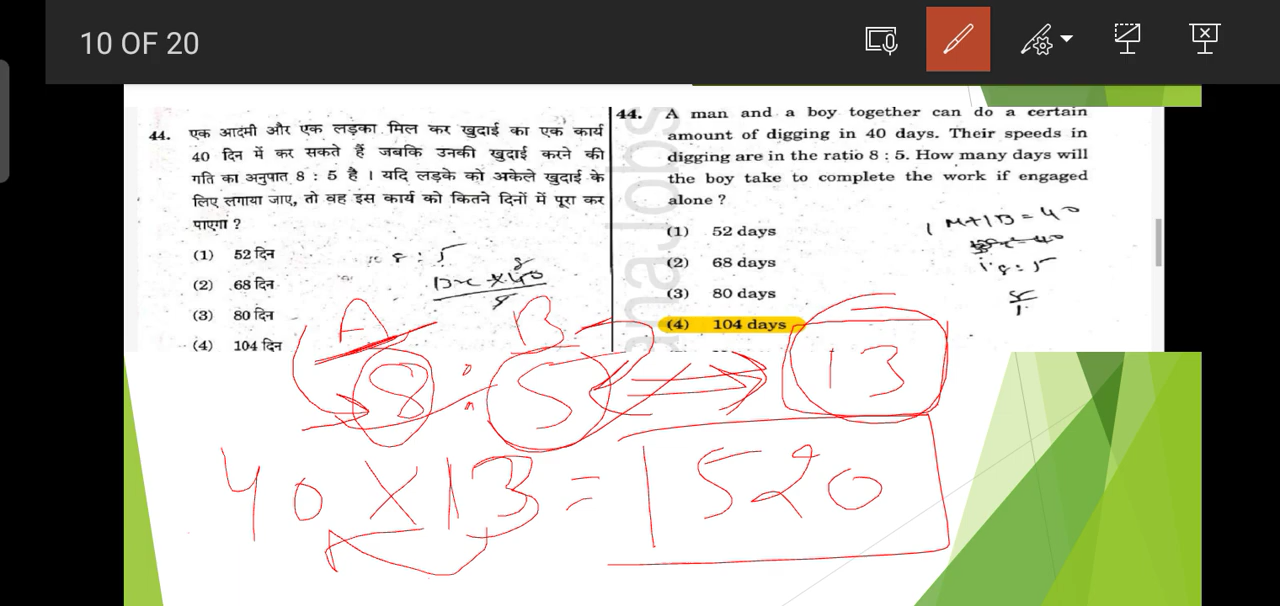 10 OF 20
44. एक आदमी और एक लड़का मिल कर खुदाई का एक कार्य
40 दिन में कर सकते हैं जबकि उनकी खुदाई करने की
गति का अनुपात 8 : 5 है । यदि लड़के को अकेले खुदाई के
लिए लगाया जाए, तो वह इस कार्य को कितने दिनों में पूरा कर
पाएगा ?
(1) 52 दिन
(2) 68 दिन
(3) 80 दिन
(4) 104 दिन
8 : 5
44. A man and a boy together can do a certain
amount of digging in 40 days. Their speeds in
digging are in the ratio 8 : 5. How many days will
the boy take to complete the work if engaged
alone ?
(1) 52 days
(2) 68 days
(3) 80 days
(4) 104 days
1 M+1B = 40
8 : 5
A B
8 : 5 13
40 X 13 = 1520